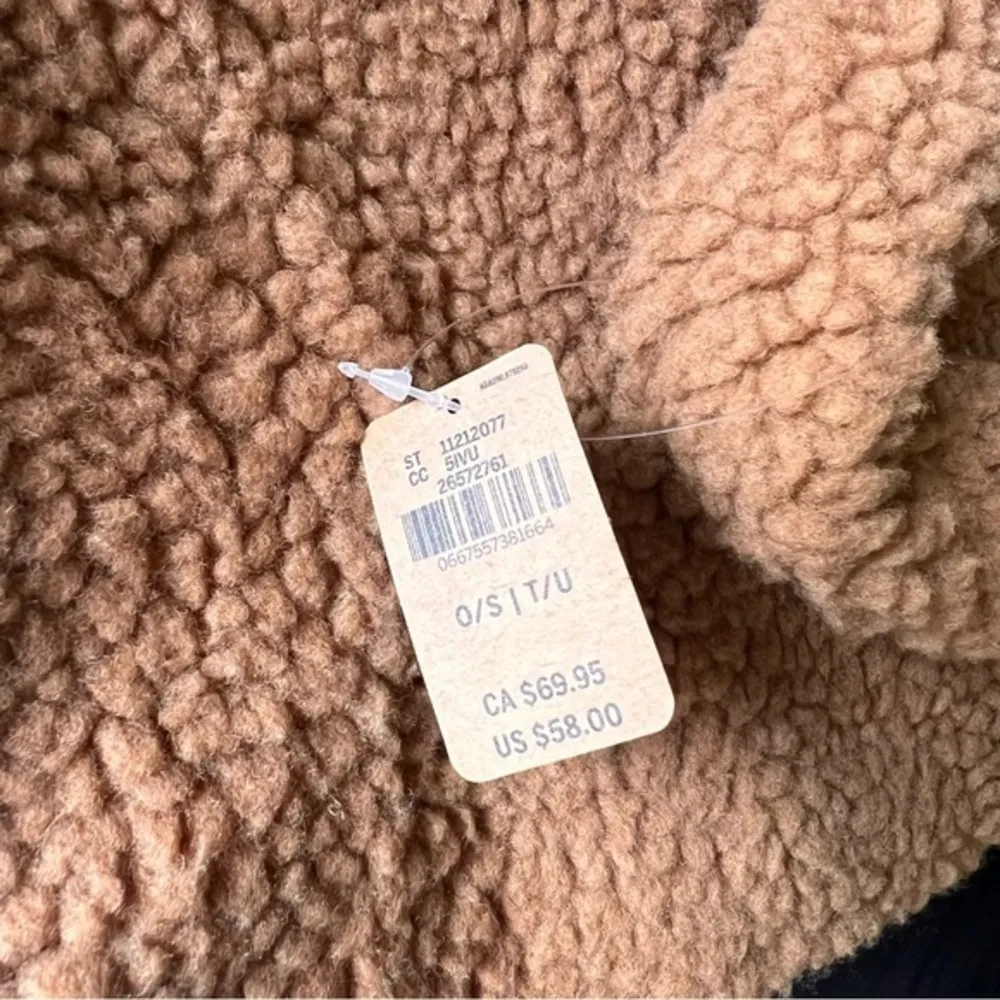 ST 11212077
CC 5IVU
26572761
0667557381664
O/S | T/U
CA $69.95
US $58.00